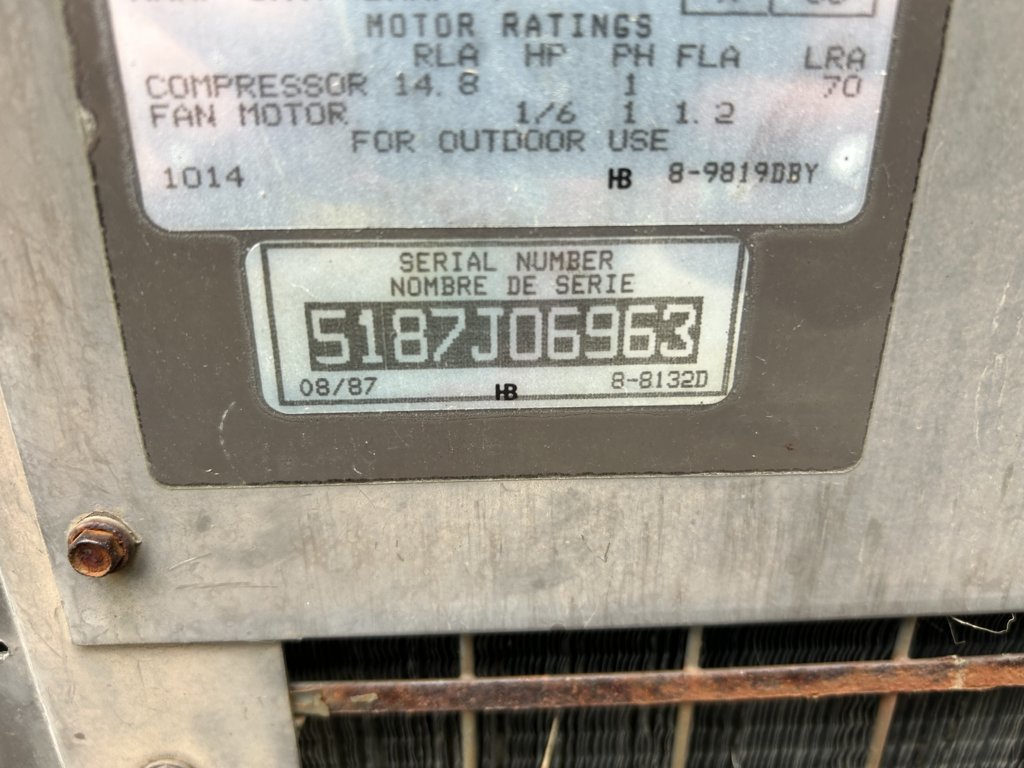 MOTOR RATINGS
RLA HP PH FLA LRA
COMPRESSOR 14.8 1 70
FAN MOTOR 1/6 1 1.2
FOR OUTDOOR USE
1014 HB 8-9819DBY
SERIAL NUMBER
NOMBRE DE SERIE
5187J06963
08/87 HB 8-8132D